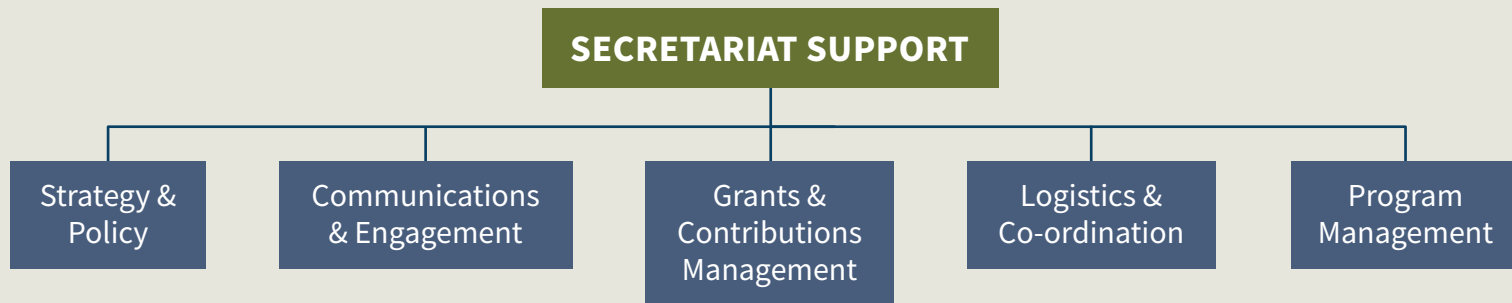 SECRETARIAT SUPPORT
Strategy &
Policy
Communications
& Engagement
Grants &
Contributions
Management
Logistics &
Co-ordination
Program
Management